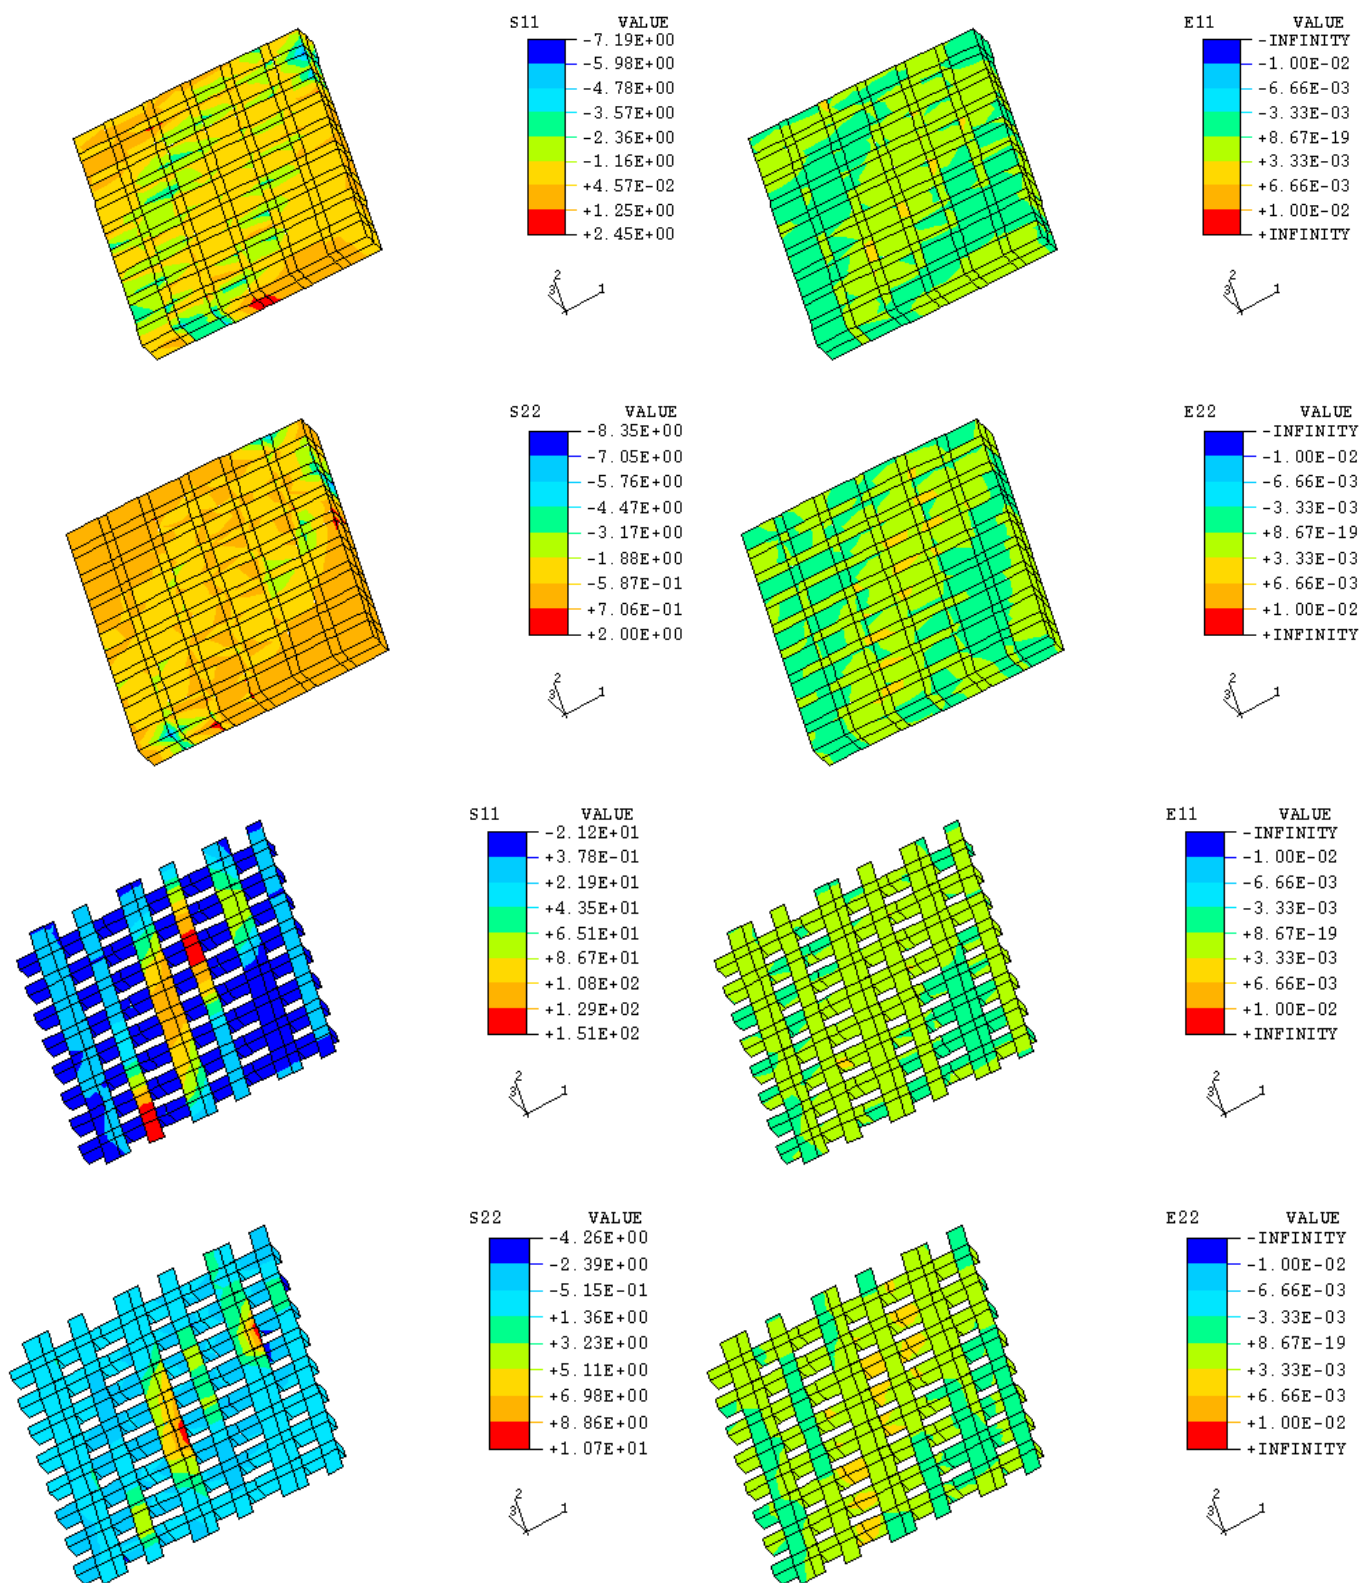 S11 VALUE
-7.19E+00
-5.98E+00
-4.78E+00
-3.57E+00
-2.36E+00
-1.16E+00
+4.57E-02
+1.25E+00
+2.45E+00
2
3
1
E11 VALUE
-INFINITY
-1.00E-02
-6.66E-03
-3.33E-03
+8.67E-19
+3.33E-03
+6.66E-03
+1.00E-02
+INFINITY
2
3
1
S22 VALUE
-8.35E+00
-7.05E+00
-5.76E+00
-4.47E+00
-3.17E+00
-1.88E+00
-5.87E-01
+7.06E-01
+2.00E+00
2
3
1
E22 VALUE
-INFINITY
-1.00E-02
-6.66E-03
-3.33E-03
+8.67E-19
+3.33E-03
+6.66E-03
+1.00E-02
+INFINITY
2
3
1
S11 VALUE
-2.12E+01
+3.78E-01
+2.19E+01
+4.35E+01
+6.51E+01
+8.67E+01
+1.08E+02
+1.29E+02
+1.51E+02
2
3
1
E11 VALUE
-INFINITY
-1.00E-02
-6.66E-03
-3.33E-03
+8.67E-19
+3.33E-03
+6.66E-03
+1.00E-02
+INFINITY
2
3
1
S22 VALUE
-4.26E+00
-2.39E+00
-5.15E-01
+1.36E+00
+3.23E+00
+5.11E+00
+6.98E+00
+8.86E+00
+1.07E+01
2
3
1
E22 VALUE
-INFINITY
-1.00E-02
-6.66E-03
-3.33E-03
+8.67E-19
+3.33E-03
+6.66E-03
+1.00E-02
+INFINITY
2
3
1